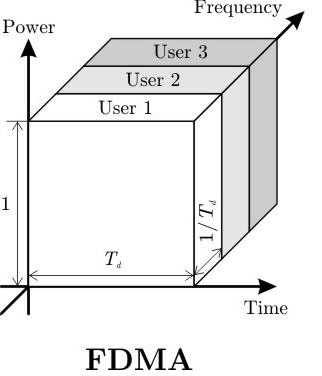 Frequency
Power
User 3
User 2
User 1
1
1/T_d
T_d
Time
FDMA